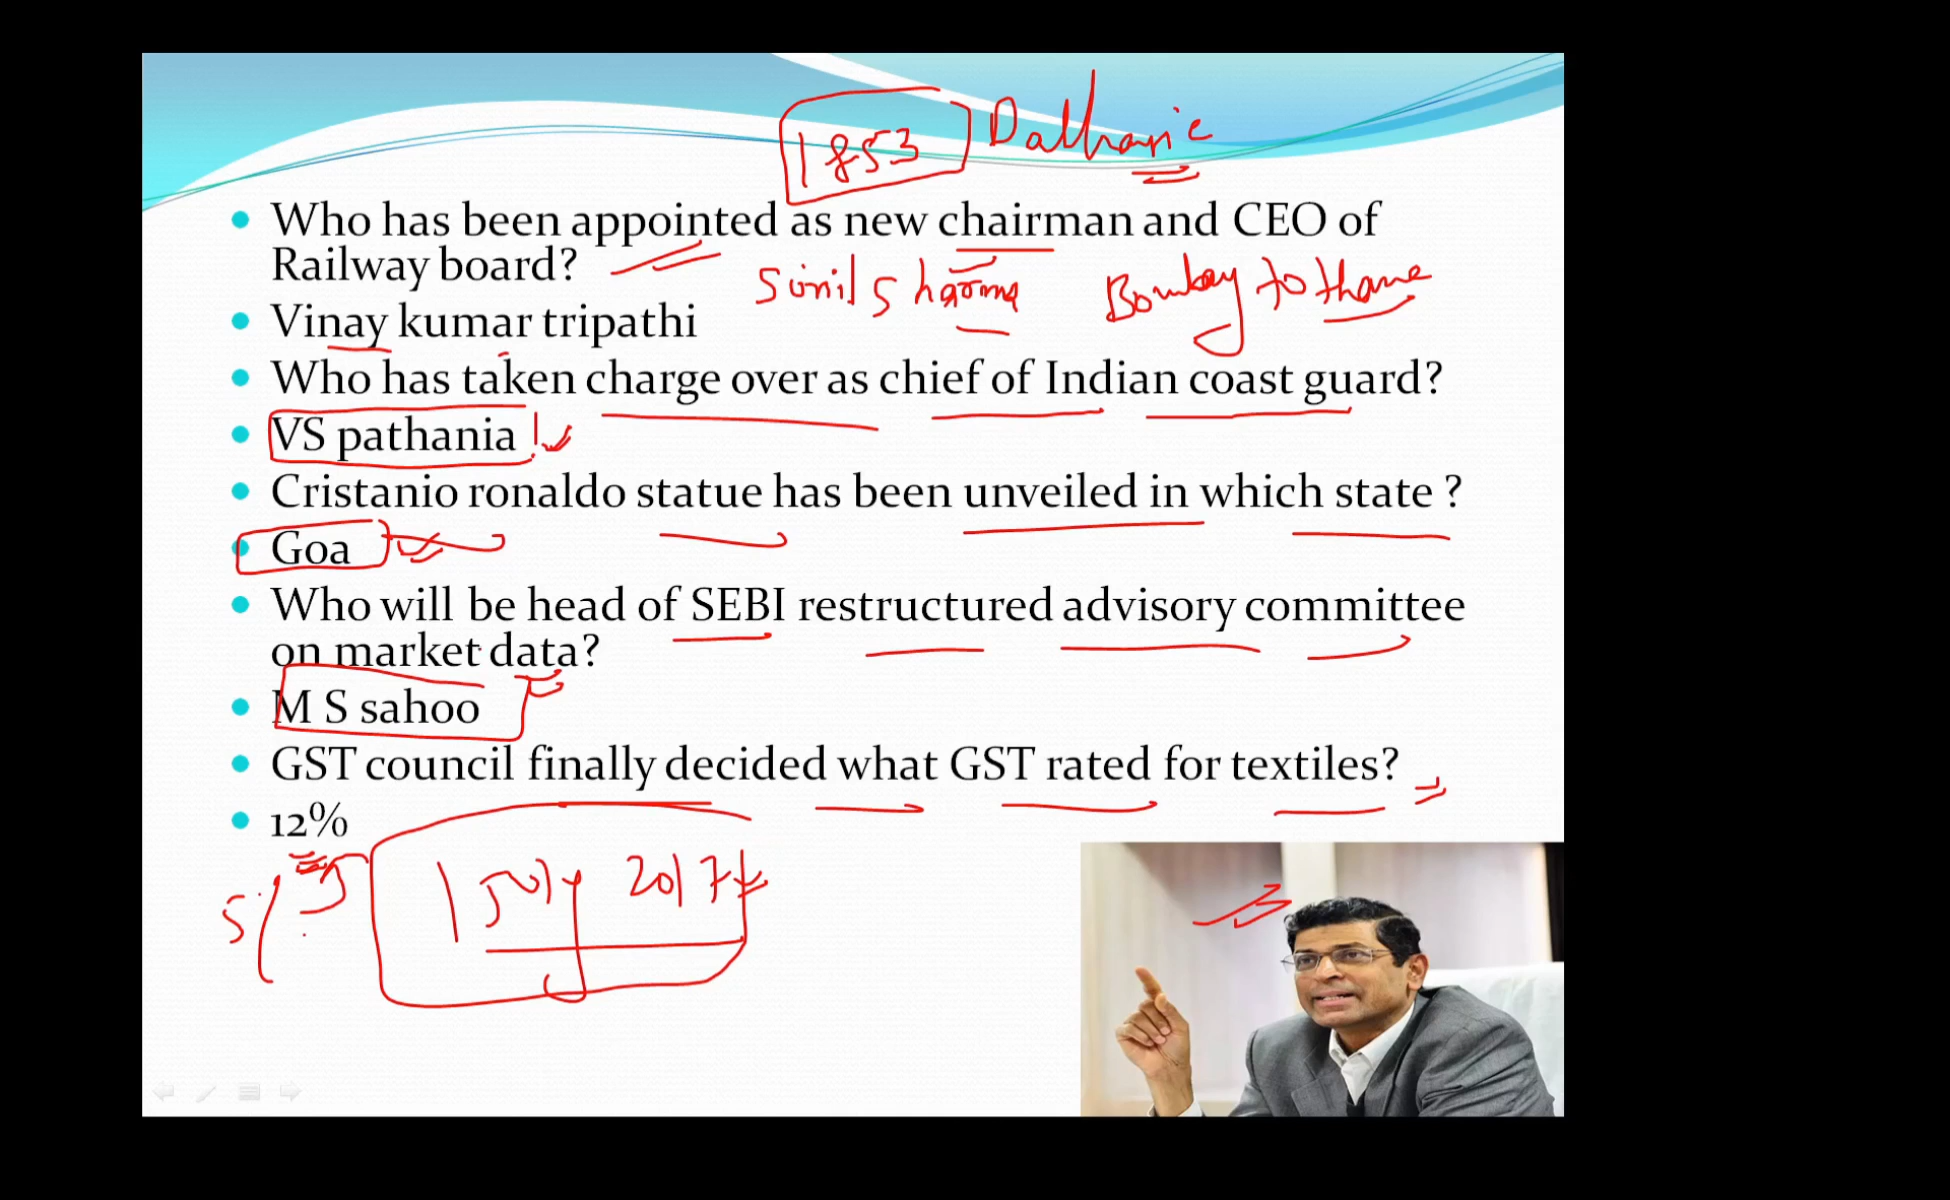 1853 Dalhousie
• Who has been appointed as new chairman and CEO of
Railway board?
Sunil Sharma Bombay to thane
• Vinay kumar tripathi
• Who has taken charge over as chief of Indian coast guard?
• VS pathania
• Cristanio ronaldo statue has been unveiled in which state ?
• Goa
• Who will be head of SEBI restructured advisory committee
on market data?
• M S sahoo
• GST council finally decided what GST rated for textiles?
• 12%
5% 1 July 2017